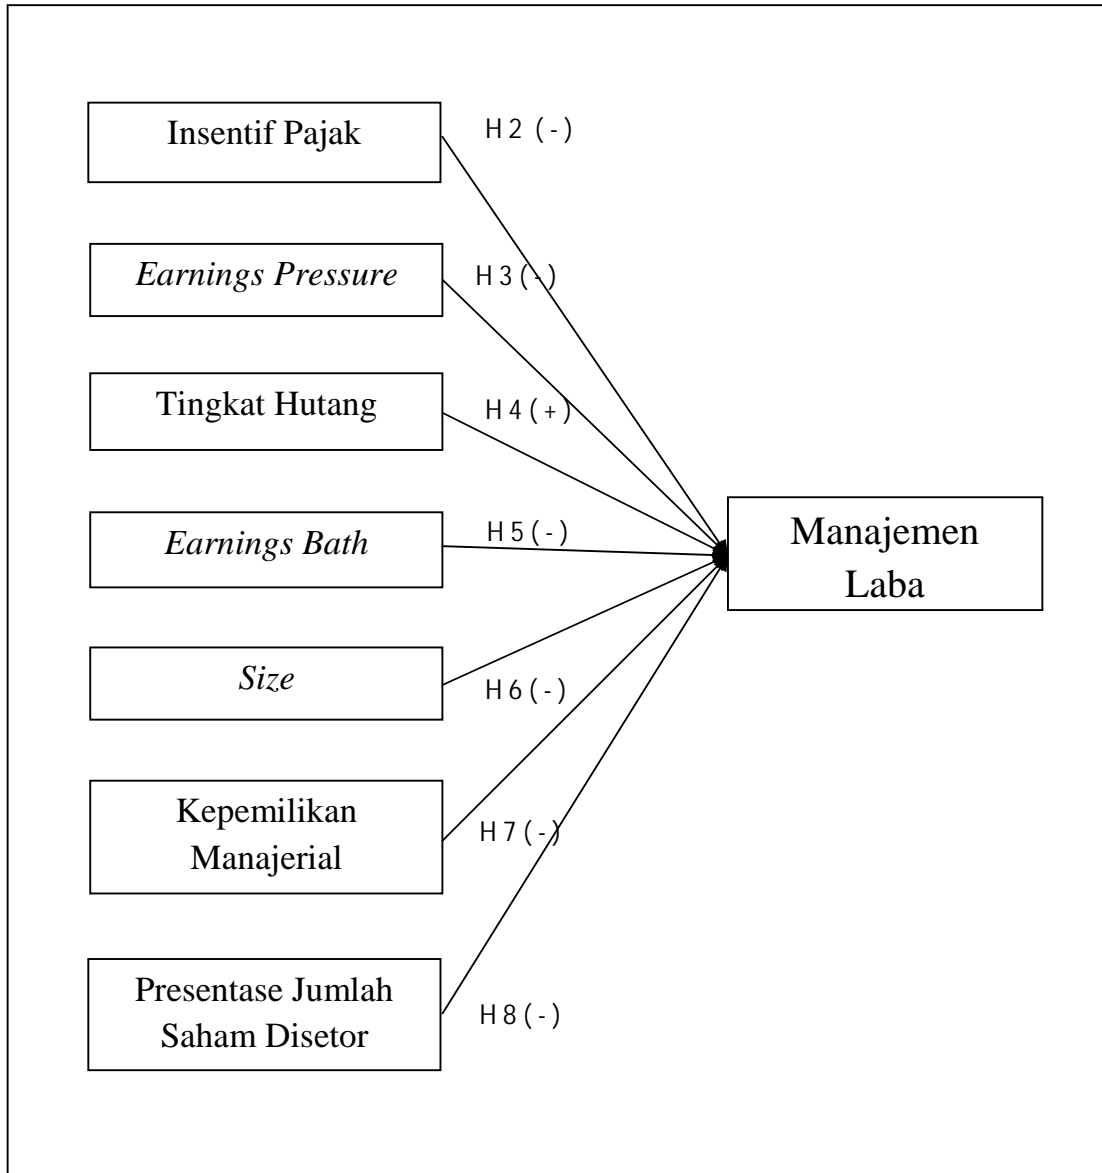 Insentif Pajak
H2 (-)
Earnings Pressure
H3 (-)
Tingkat Hutang
H4 (+)
Earnings Bath
H5 (-)
Manajemen
Laba
Size
H6 (-)
Kepemilikan
Manajerial
H7 (-)
Presentase Jumlah
Saham Disetor
H8 (-)